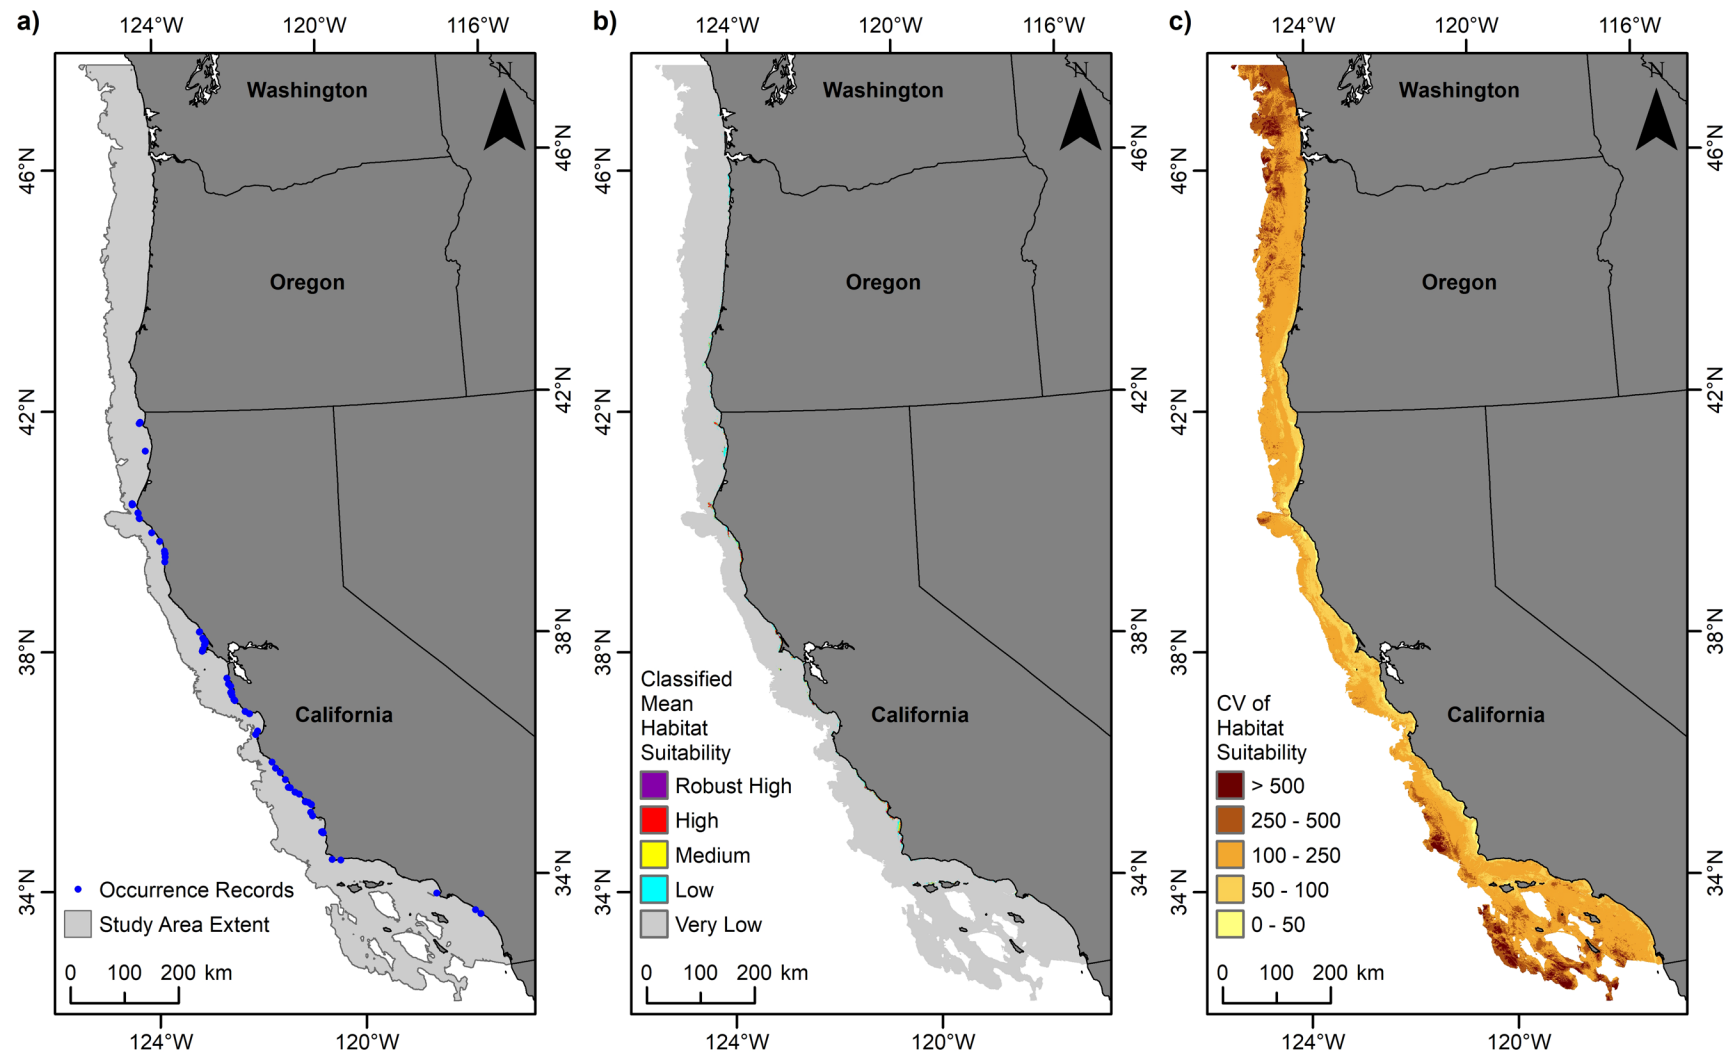 a)
124°W 120°W 116°W
N
Washington
Oregon
California
46°N
42°N
38°N
34°N
46°N
42°N
38°N
34°N
Occurrence Records
Study Area Extent
0 100 200 km
124°W 120°W
b)
124°W 120°W 116°W
N
Washington
Oregon
California
46°N
42°N
38°N
34°N
46°N
42°N
38°N
34°N
Classified
Mean
Habitat
Suitability
Robust High
High
Medium
Low
Very Low
0 100 200 km
124°W 120°W
c)
124°W 120°W 116°W
N
Washington
Oregon
California
46°N
42°N
38°N
34°N
46°N
42°N
38°N
34°N
CV of
Habitat
Suitability
> 500
250 - 500
100 - 250
50 - 100
0 - 50
0 100 200 km
124°W 120°W